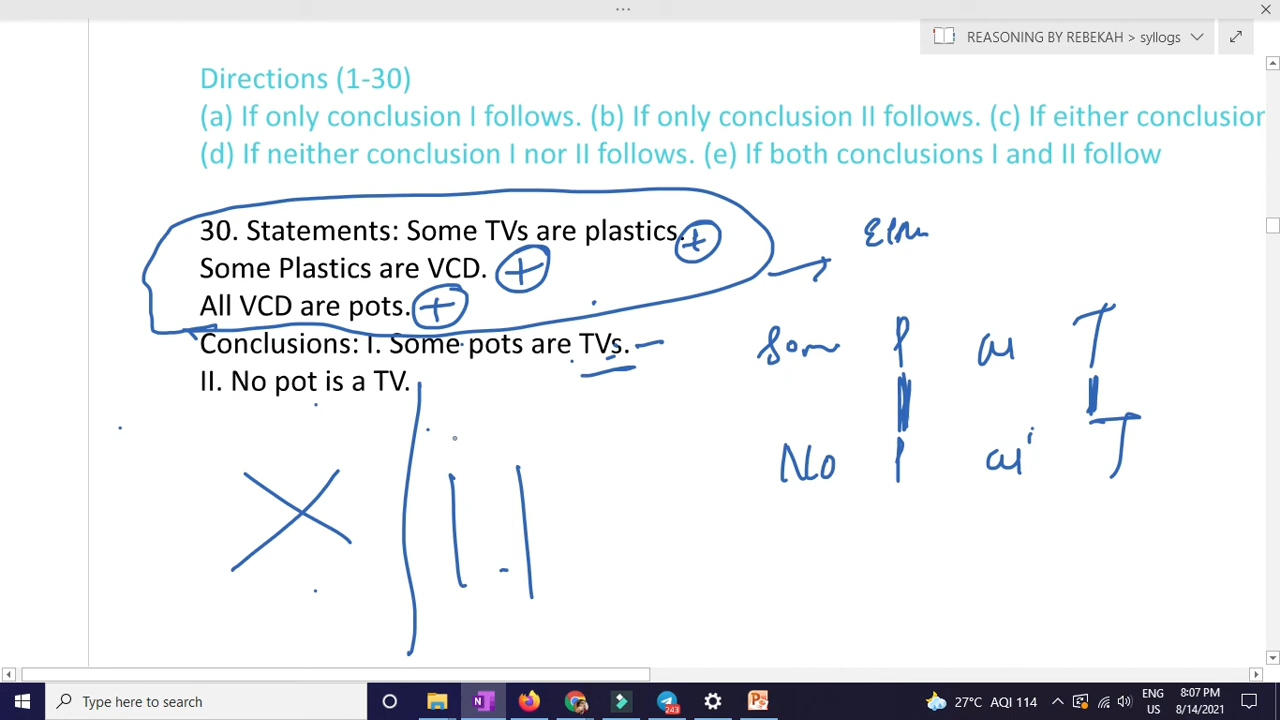 REASONING BY REBEKAH > syllogs
Directions (1-30)
(a) If only conclusion I follows. (b) If only conclusion II follows. (c) If either conclusion
(d) If neither conclusion I nor II follows. (e) If both conclusions I and II follow
30. Statements: Some TVs are plastics. +
Some Plastics are VCD. +
All VCD are pots. +
Conclusions: I. Some pots are TVs.
II. No pot is a TV.
Some P T
No P T
Type here to search
243
27°C AQI 114
ENG
US
8:07 PM
8/14/2021